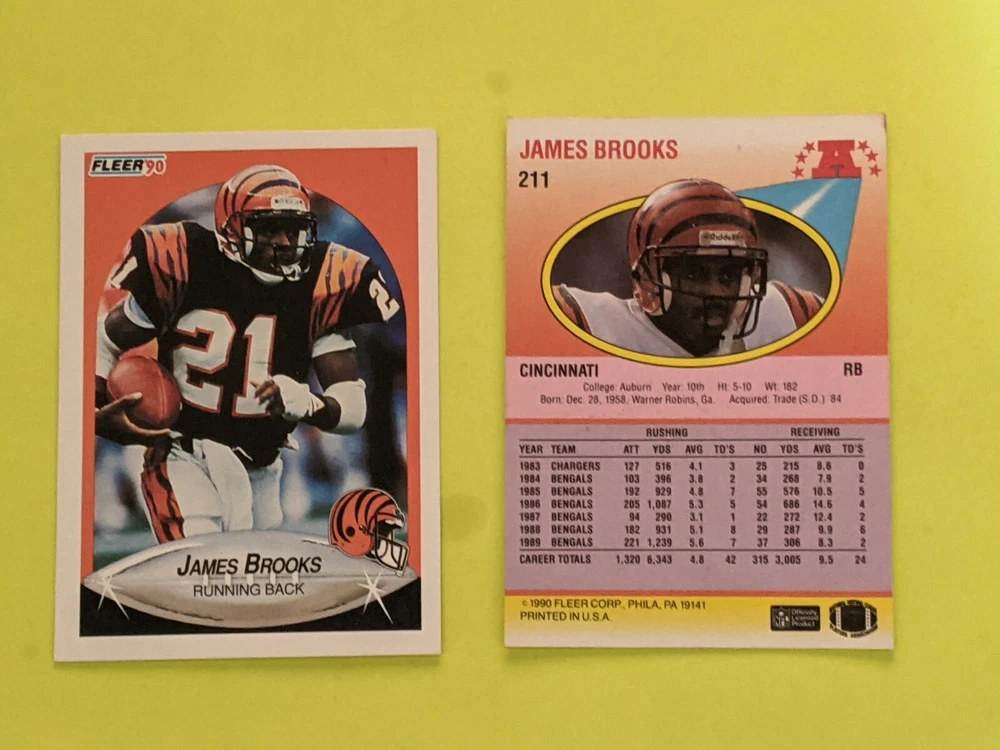 FLEER '90
21
21
JAMES BROOKS
RUNNING BACK
JAMES BROOKS
211
A
Riddell
CINCINNATI RB
College: Auburn Year: 10th Ht: 5-10 Wt: 182
Born: Dec. 28, 1958, Warner Robins, Ga. Acquired: Trade (S.D.) '84
RUSHING RECEIVING
YEAR TEAM ATT YDS AVG TD'S NO YDS AVG TD'S
1983 CHARGERS 127 516 4.1 3 25 215 8.6 0
1984 BENGALS 103 396 3.8 2 34 268 7.9 2
1985 BENGALS 192 929 4.8 7 55 576 10.5 5
1986 BENGALS 205 1,087 5.3 5 54 686 14.6 4
1987 BENGALS 94 290 3.1 1 22 272 12.4 2
1988 BENGALS 182 931 5.1 8 29 287 9.9 6
1989 BENGALS 221 1,239 5.6 7 37 306 8.3 2
CAREER TOTALS 1,320 6,343 4.8 42 315 3,005 9.5 24
© 1990 FLEER CORP., PHILA, PA 19141
PRINTED IN U.S.A.
NFL
Officially
Licensed
Product